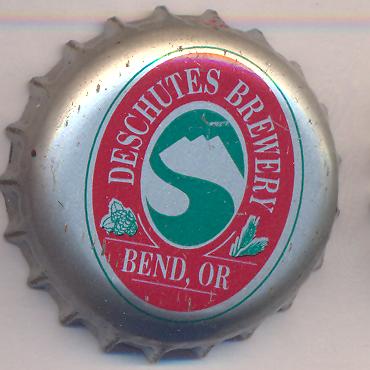 DESCHUTES BREWERY
BEND, OR